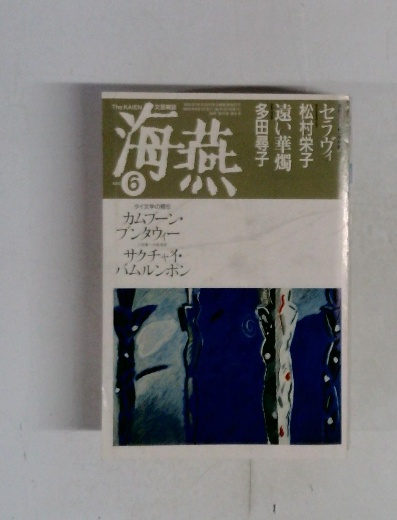 The KAIEN 文芸雑誌
海燕
6
セラヴィ
松村栄子
遠い華燭
多田尋子
タイ文学の現在
カムプーン・
ブンタウィー
サクチャイ・
バムルンポン